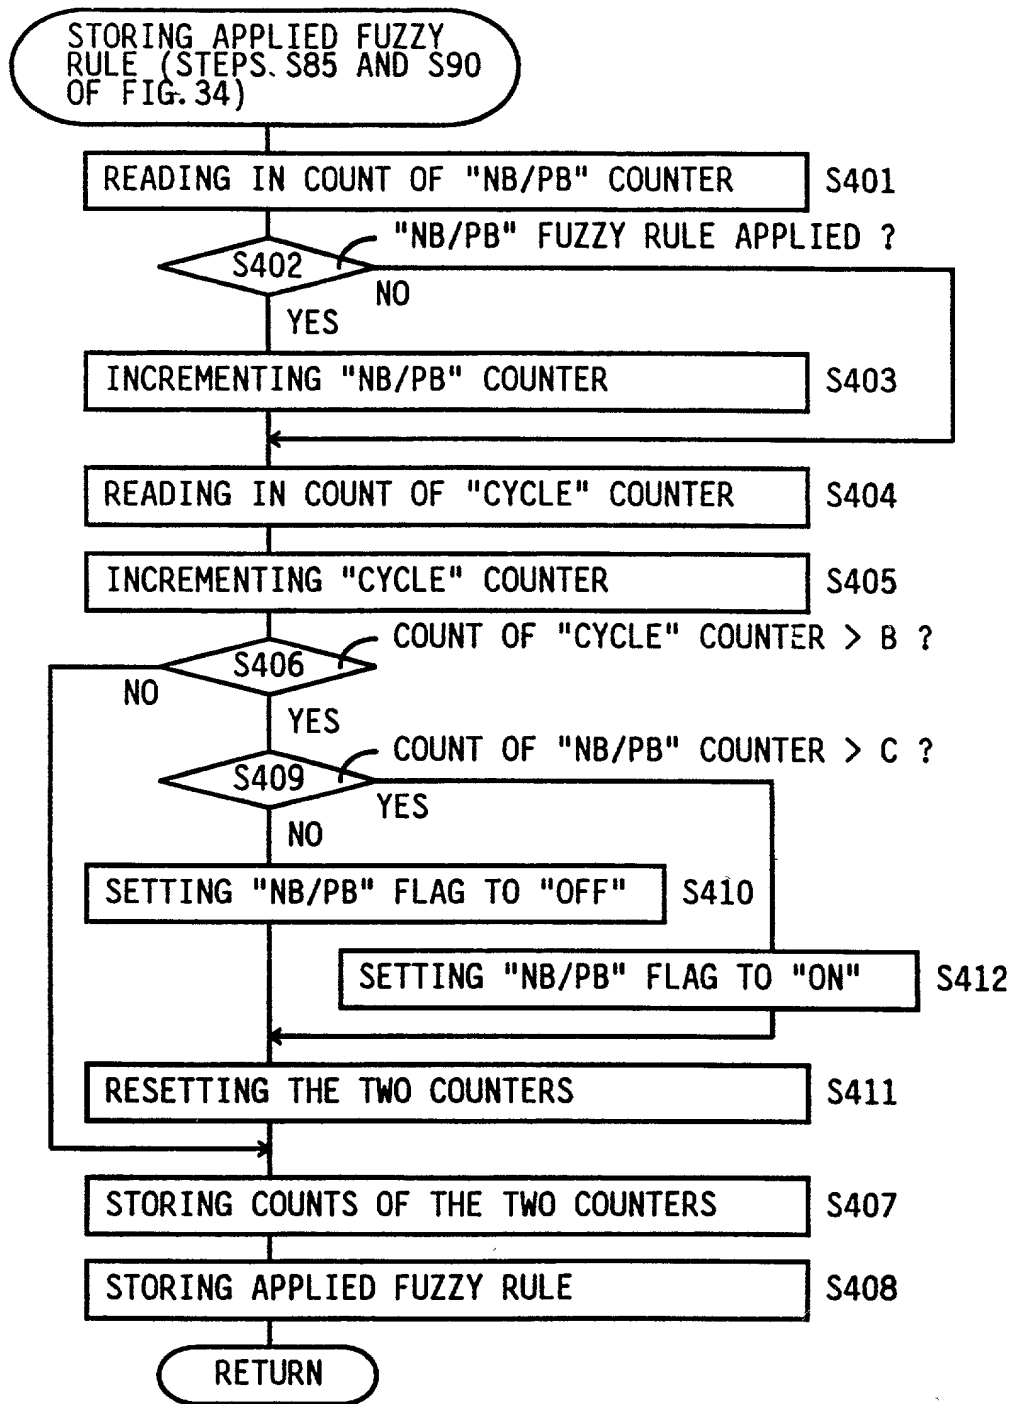 STORING APPLIED FUZZY
RULE (STEPS S85 AND S90
OF FIG. 34)
READING IN COUNT OF "NB/PB" COUNTER
S401
"NB/PB" FUZZY RULE APPLIED ?
S402
NO
YES
INCREMENTING "NB/PB" COUNTER
S403
READING IN COUNT OF "CYCLE" COUNTER
S404
INCREMENTING "CYCLE" COUNTER
S405
COUNT OF "CYCLE" COUNTER > B ?
S406
NO
YES
COUNT OF "NB/PB" COUNTER > C ?
S409
YES
NO
SETTING "NB/PB" FLAG TO "OFF"
S410
SETTING "NB/PB" FLAG TO "ON"
S412
RESETTING THE TWO COUNTERS
S411
STORING COUNTS OF THE TWO COUNTERS
S407
STORING APPLIED FUZZY RULE
S408
RETURN